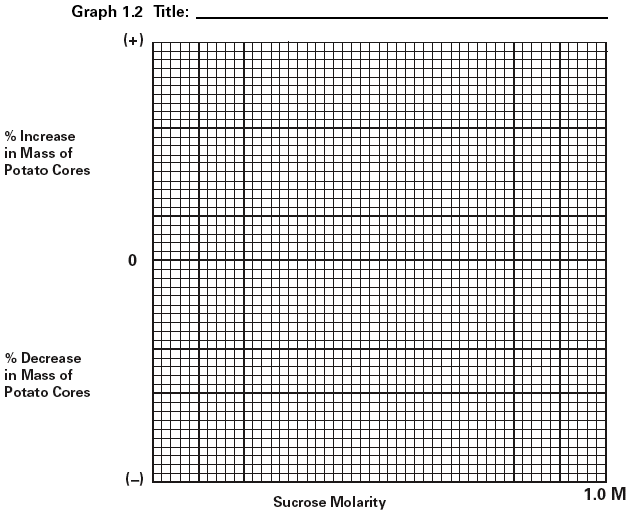 Graph 1.2 Title:
(+)
% Increase
in Mass of
Potato Cores
0
% Decrease
in Mass of
Potato Cores
(–)
1.0 M
Sucrose Molarity